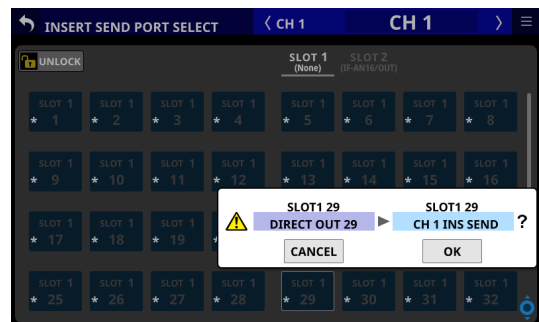 INSERT SEND PORT SELECT
CH 1
CH 1
UNLOCK
SLOT 1
(None)
SLOT 2
(IF-AN16/OUT)
SLOT 1 SLOT 1 SLOT 1 SLOT 1 SLOT 1 SLOT 1 SLOT 1 SLOT 1
* 1 * 2 * 3 * 4 * 5 * 6 * 7 * 8
SLOT 1 SLOT 1 SLOT 1 SLOT 1 SLOT 1 SLOT 1 SLOT 1 SLOT 1
* 9 * 10 * 11 * 12 * 13 * 14 * 15 * 16
SLOT 1 SLOT 1 SLOT 1
* 17 * 18 * 19
SLOT1 29
DIRECT OUT 29
SLOT1 29
CH 1 INS SEND
?
CANCEL
OK
SLOT 1 SLOT 1 SLOT 1 SLOT 1 SLOT 1 SLOT 1 SLOT 1 SLOT 1
* 25 * 26 * 27 * 28 * 29 * 30 * 31 * 32